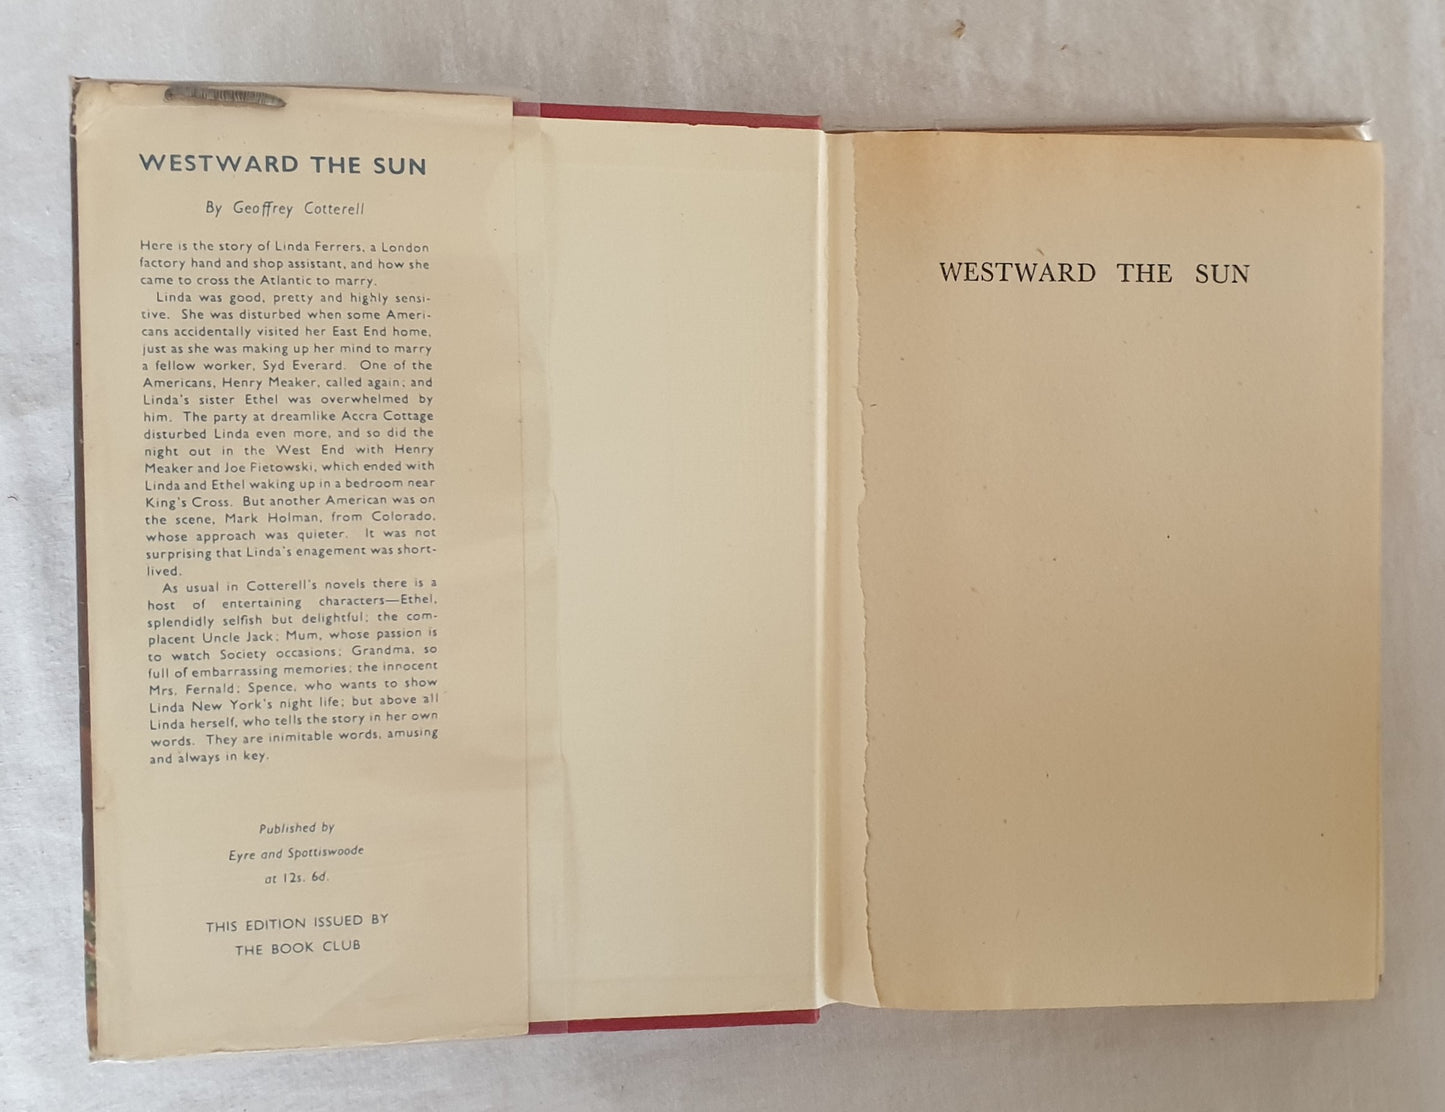 WESTWARD THE SUN
By Geoffrey Cotterell
Here is the story of Linda Ferrers, a London
factory hand and shop assistant, and how she
came to cross the Atlantic to marry.
Linda was good, pretty and highly sensi-
tive. She was disturbed when some Ameri-
cans accidentally visited her East End home,
just as she was making up her mind to marry
a fellow worker, Syd Everard. One of the
Americans, Henry Meaker, called again; and
Linda's sister Ethel was overwhelmed by
him. The party at dreamlike Accra Cottage
disturbed Linda even more, and so did the
night out in the West End with Henry
Meaker and Joe Fietowski, which ended with
Linda and Ethel waking up in a bedroom near
King's Cross. But another American was on
the scene, Mark Holman, from Colorado,
whose approach was quieter. It was not
surprising that Linda's enagement was short-
lived.
As usual in Cotterell's novels there is a
host of entertaining characters—Ethel,
splendidly selfish but delightful; the com-
placent Uncle Jack; Mum, whose passion is
to watch Society occasions; Grandma, so
full of embarrassing memories; the innocent
Mrs. Fernald; Spence, who wants to show
Linda New York's night life; but above all
Linda herself, who tells the story in her own
words. They are inimitable words, amusing
and always in key.
Published by
Eyre and Spottiswoode
at 12s. 6d.
THIS EDITION ISSUED BY
THE BOOK CLUB
WESTWARD THE SUN